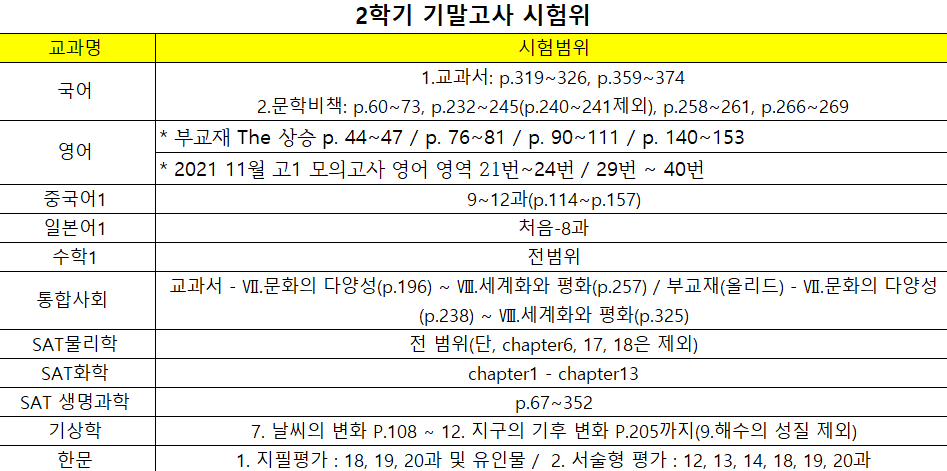 2학기 기말고사 시험위
교과명 시험범위
국어
1.교과서: p.319~326, p.359~374
2.문학비책: p.60~73, p.232~245(p.240~241제외), p.258~261, p.266~269
영어
* 부교재 The 상승 p. 44~47 / p. 76~81 / p. 90~111 / p. 140~153
* 2021 11월 고1 모의고사 영어 영역 21번~24번 / 29번 ~ 40번
중국어1 9~12과(p.114~p.157)
일본어1 처음-8과
수학1 전범위
통합사회
교과서 - Ⅶ.문화의 다양성(p.196) ~ Ⅷ.세계화와 평화(p.257) / 부교재(올리드) - Ⅶ.문화의 다양성
(p.238) ~ Ⅷ.세계화와 평화(p.325)
SAT물리학 전 범위(단, chapter6, 17, 18은 제외)
SAT화학 chapter1 - chapter13
SAT 생명과학 p.67~352
기상학 7. 날씨의 변화 P.108 ~ 12. 지구의 기후 변화 P.205까지(9.해수의 성질 제외)
한문 1. 지필평가 : 18, 19, 20과 및 유인물 / 2. 서술형 평가 : 12, 13, 14, 18, 19, 20과